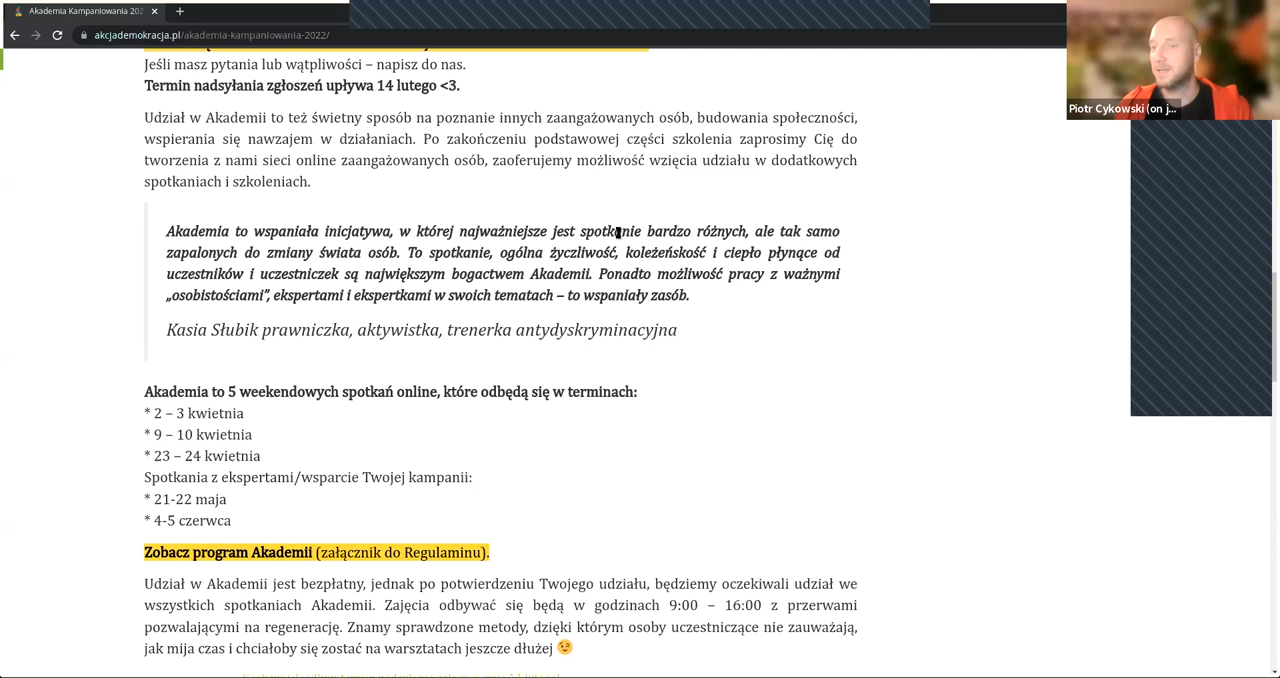 Akademia Kampaniowania 202
akcjademokracja.pl/akademia-kampaniowania-2022/
Piotr Cykowski (on j...
Jeśli masz pytania lub wątpliwości – napisz do nas.
Termin nadsyłania zgłoszeń upływa 14 lutego <3.
Udział w Akademii to też świetny sposób na poznanie innych zaangażowanych osób, budowania społeczności,
wspierania się nawzajem w działaniach. Po zakończeniu podstawowej części szkolenia zaprosimy Cię do
tworzenia z nami sieci online zaangażowanych osób, zaoferujemy możliwość wzięcia udziału w dodatkowych
spotkaniach i szkoleniach.
Akademia to wspaniała inicjatywa, w której najważniejsze jest spotkanie bardzo różnych, ale tak samo
zapalonych do zmiany świata osób. To spotkanie, ogólna życzliwość, koleżeńskość i ciepło płynące od
uczestników i uczestniczek są największym bogactwem Akademii. Ponadto możliwość pracy z ważnymi
„osobistościami”, ekspertami i ekspertkami w swoich tematach – to wspaniały zasób.
Kasia Słubik prawniczka, aktywistka, trenerka antydyskryminacyjna
Akademia to 5 weekendowych spotkań online, które odbędą się w terminach:
* 2 – 3 kwietnia
* 9 – 10 kwietnia
* 23 – 24 kwietnia
Spotkania z ekspertami/wsparcie Twojej kampanii:
* 21-22 maja
* 4-5 czerwca
Zobacz program Akademii (załącznik do Regulaminu).
Udział w Akademii jest bezpłatny, jednak po potwierdzeniu Twojego udziału, będziemy oczekiwali udział we
wszystkich spotkaniach Akademii. Zajęcia odbywać się będą w godzinach 9:00 – 16:00 z przerwami
pozwalającymi na regenerację. Znamy sprawdzone metody, dzięki którym osoby uczestniczące nie zauważają,
jak mija czas i chciałoby się zostać na warsztatach jeszcze dłużej 😉